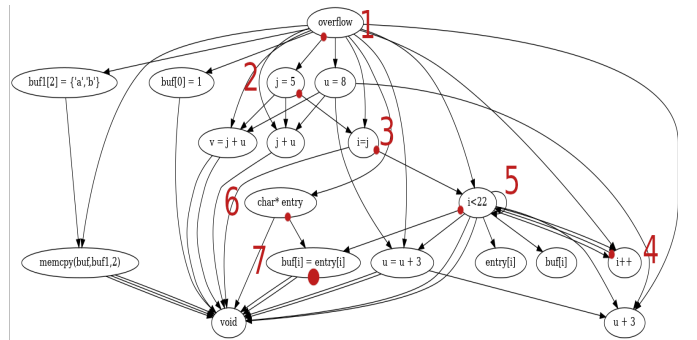 overflow
1
buf1[2] = {'a','b'}
buf[0] = 1
2
j = 5
u = 8
v = j + u
j + u
i=j
3
char* entry
6
i<22
5
memcpy(buf,buf1,2)
7
buf[i] = entry[i]
u = u + 3
entry[i]
buf[i]
i++
4
void
u + 3